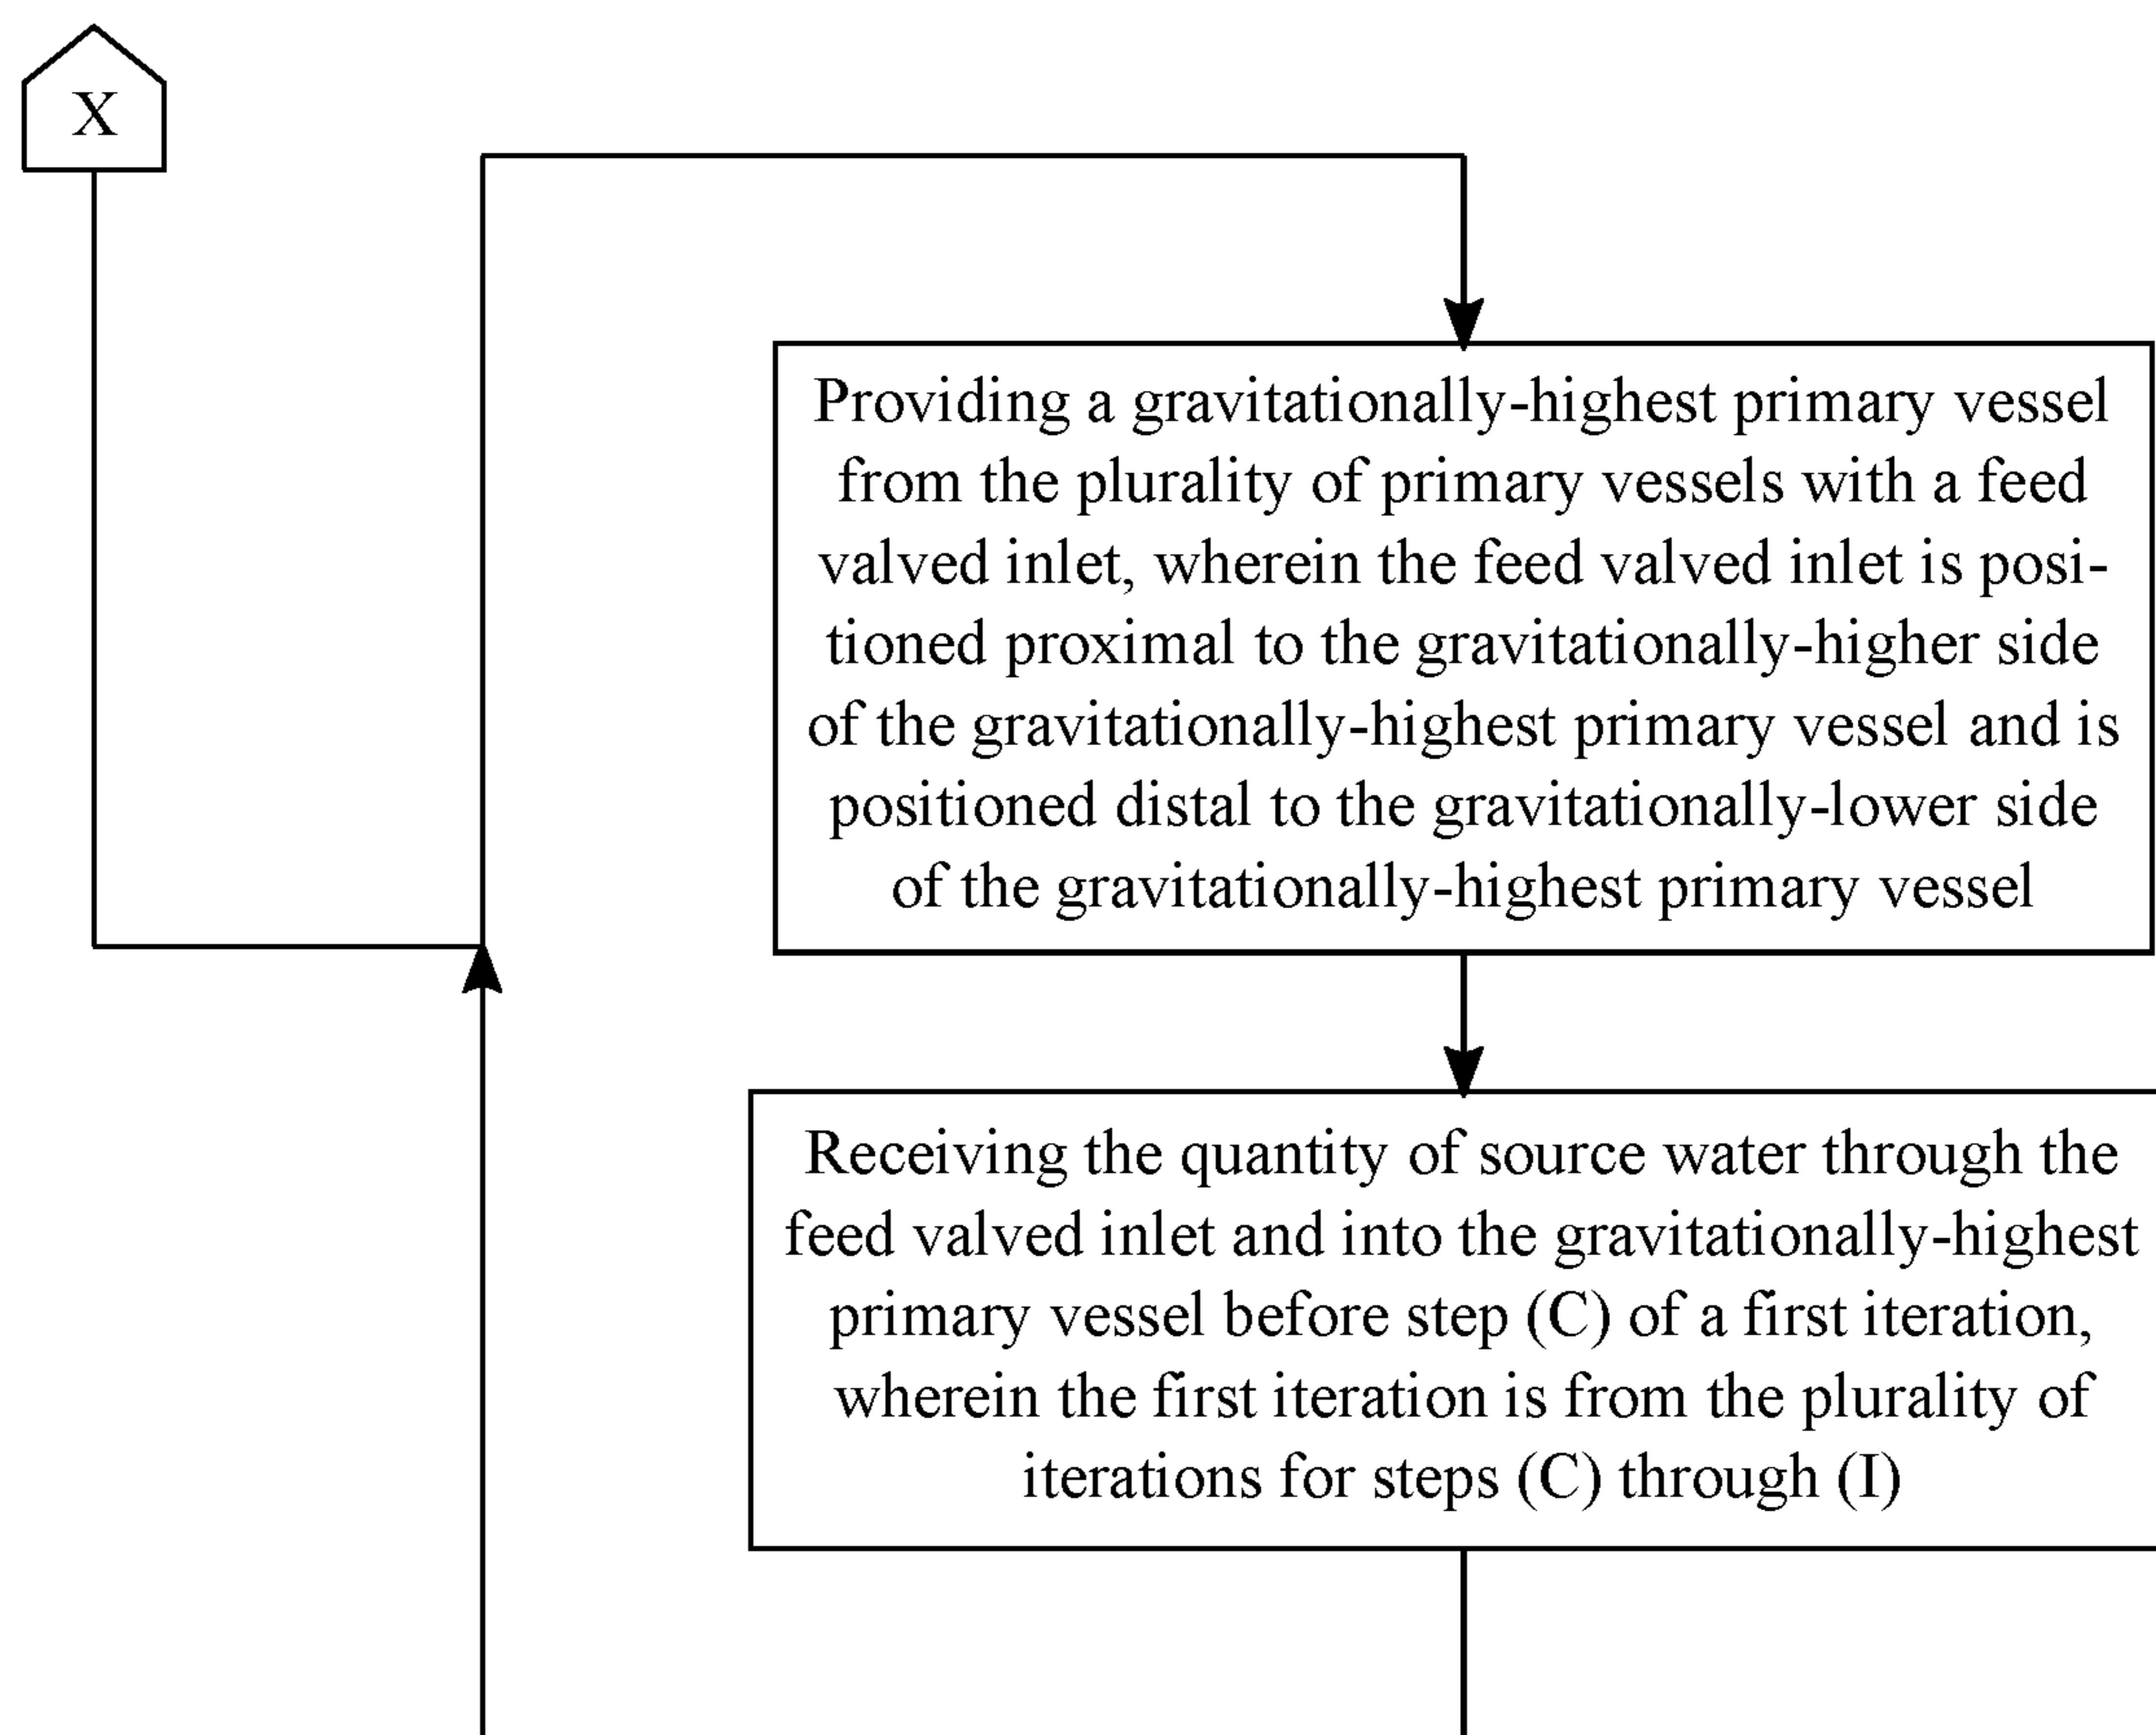 X
Providing a gravitationally-highest primary vessel
from the plurality of primary vessels with a feed
valved inlet, wherein the feed valved inlet is posi-
tioned proximal to the gravitationally-higher side
of the gravitationally-highest primary vessel and is
positioned distal to the gravitationally-lower side
of the gravitationally-highest primary vessel
Receiving the quantity of source water through the
feed valved inlet and into the gravitationally-highest
primary vessel before step (C) of a first iteration,
wherein the first iteration is from the plurality of
iterations for steps (C) through (I)